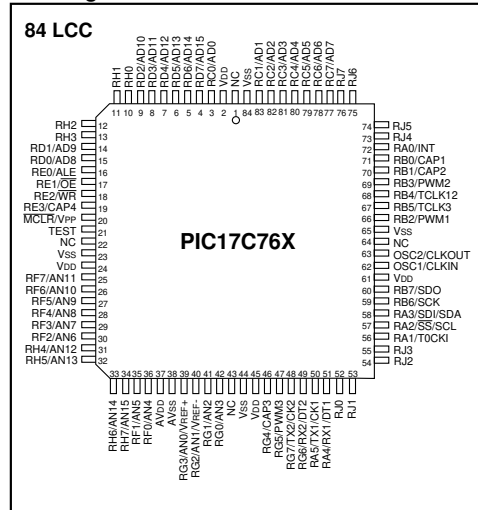 84 LCC
RH1
RH0
RD2/AD10
RD3/AD11
RD4/AD12
RD5/AD13
RD6/AD14
RD7/AD15
RC0/AD0
VDD
NC
VSS
RC1/AD1
RC2/AD2
RC3/AD3
RC4/AD4
RC5/AD5
RC6/AD6
RC7/AD7
RJ7
RJ6
11 10 9 8 7 6 5 4 3 2 1 84 83 82 81 80 79 78 77 76 75
RH2 12
RH3 13
RD1/AD9 14
RD0/AD8 15
RE0/ALE 16
RE1/OE 17
RE2/WR 18
RE3/CAP4 19
MCLR/VPP 20
TEST 21
NC 22
VSS 23
VDD 24
RF7/AN11 25
RF6/AN10 26
RF5/AN9 27
RF4/AN8 28
RF3/AN7 29
RF2/AN6 30
RH4/AN12 31
RH5/AN13 32
PIC17C76X
74 RJ5
73 RJ4
72 RA0/INT
71 RB0/CAP1
70 RB1/CAP2
69 RB3/PWM2
68 RB4/TCLK12
67 RB5/TCLK3
66 RB2/PWM1
65 VSS
64 NC
63 OSC2/CLKOUT
62 OSC1/CLKIN
61 VDD
60 RB7/SDO
59 RB6/SCK
58 RA3/SDI/SDA
57 RA2/SS/SCL
56 RA1/T0CKI
55 RJ3
54 RJ2
33 34 35 36 37 38 39 40 41 42 43 44 45 46 47 48 49 50 51 52 53
RH6/AN14
RH7/AN15
RF1/AN5
RF0/AN4
AVDD
AVSS
RG3/AN0/VREF+
RG2/AN1/VREF-
RG1/AN2
RG0/AN3
NC
VSS
VDD
RG4/CAP3
RG5/PWM3
RG7/TX2/CK2
RG6/RX2/DT2
RA5/TX1/CK1
RA4/RX1/DT1
RJ0
RJ1